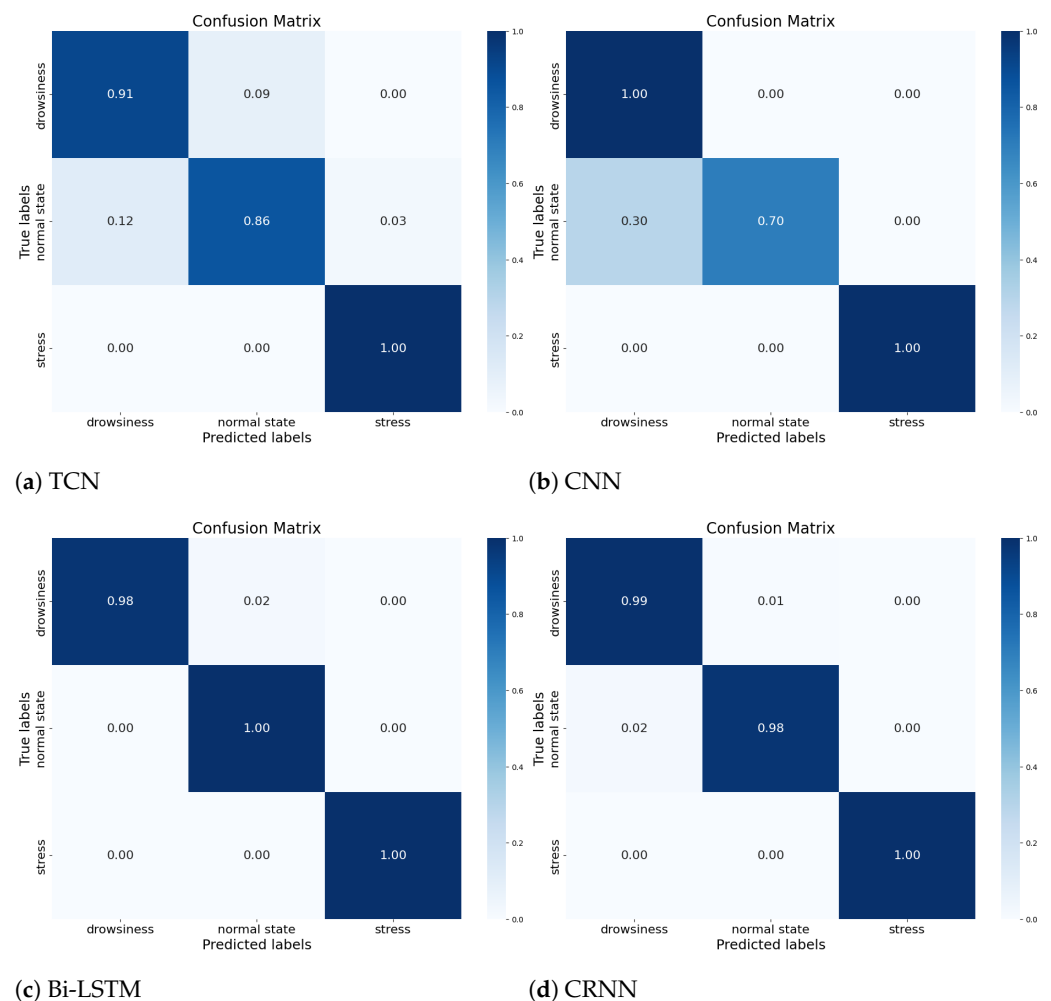 Confusion Matrix
1.0
drowsiness
0.91 0.09 0.00
0.8
True labels
normal state
0.12 0.86 0.03
0.6
0.4
stress
0.00 0.00 1.00
0.2
0.0
drowsiness normal state stress
Predicted labels
(a) TCN
Confusion Matrix
1.0
drowsiness
1.00 0.00 0.00
0.8
True labels
normal state
0.30 0.70 0.00
0.6
0.4
stress
0.00 0.00 1.00
0.2
0.0
drowsiness normal state stress
Predicted labels
(b) CNN
Confusion Matrix
1.0
drowsiness
0.98 0.02 0.00
0.8
True labels
normal state
0.00 1.00 0.00
0.6
0.4
stress
0.00 0.00 1.00
0.2
0.0
drowsiness normal state stress
Predicted labels
(c) Bi-LSTM
Confusion Matrix
1.0
drowsiness
0.99 0.01 0.00
0.8
True labels
normal state
0.02 0.98 0.00
0.6
0.4
stress
0.00 0.00 1.00
0.2
0.0
drowsiness normal state stress
Predicted labels
(d) CRNN